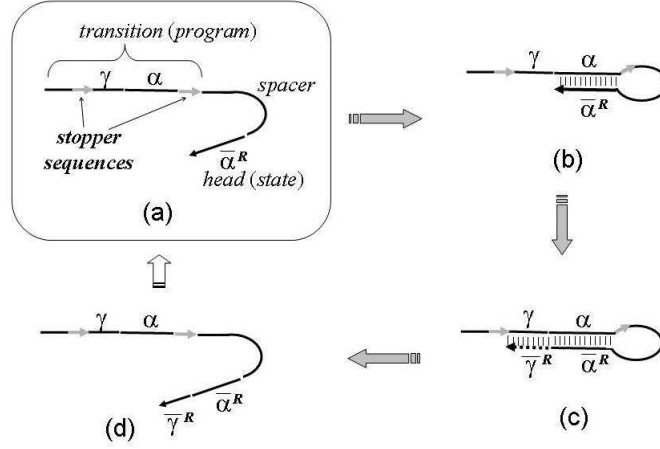 transition (program)
γ α
spacer
stopper
sequences
ᾱᴿ
head (state)
(a)
γ α
ᾱᴿ
(b)
γ α
γ̄ᴿ ᾱᴿ
(c)
γ α
ᾱᴿ
γ̄ᴿ
(d)